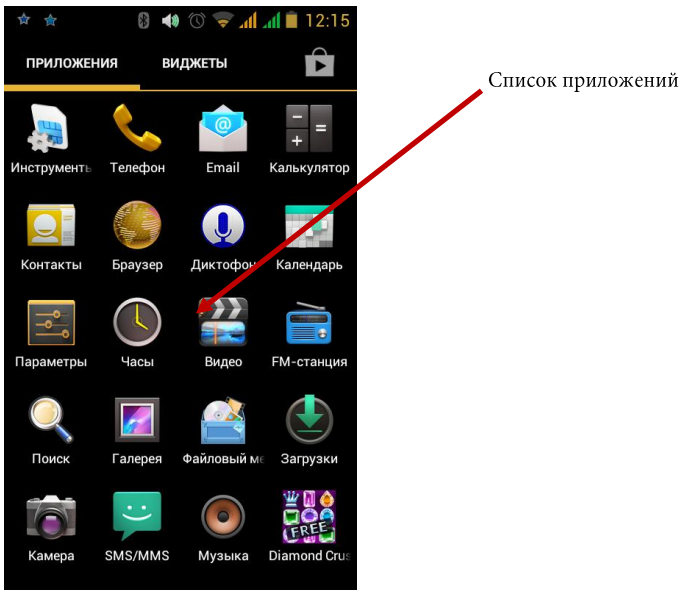 12:15
ПРИЛОЖЕНИЯ ВИДЖЕТЫ
Список приложений
Инструменты Телефон Email Калькулятор
Контакты Браузер Диктофон Календарь
Параметры Часы Видео FM-станция
Поиск Галерея Файловый ме Загрузки
FREE
Камера SMS/MMS Музыка Diamond Crus